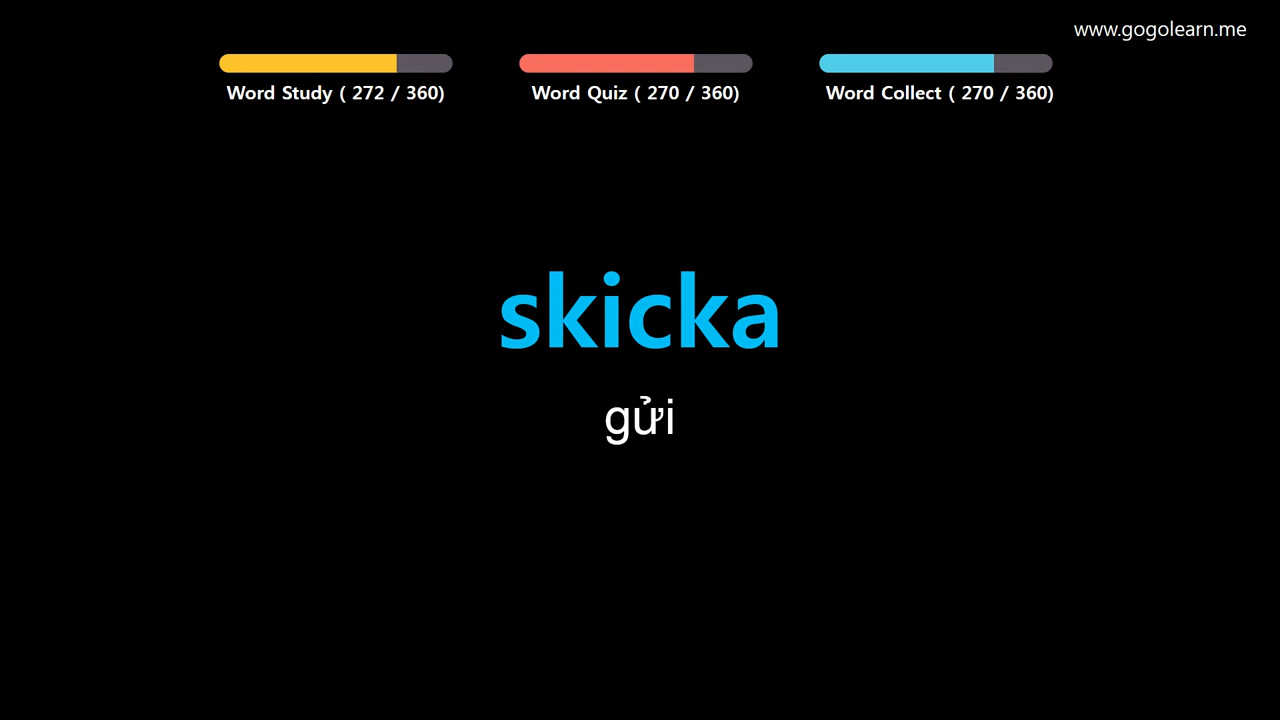 www.gogolearn.me
Word Study ( 272 / 360)
Word Quiz ( 270 / 360)
Word Collect ( 270 / 360)
skicka
gửi